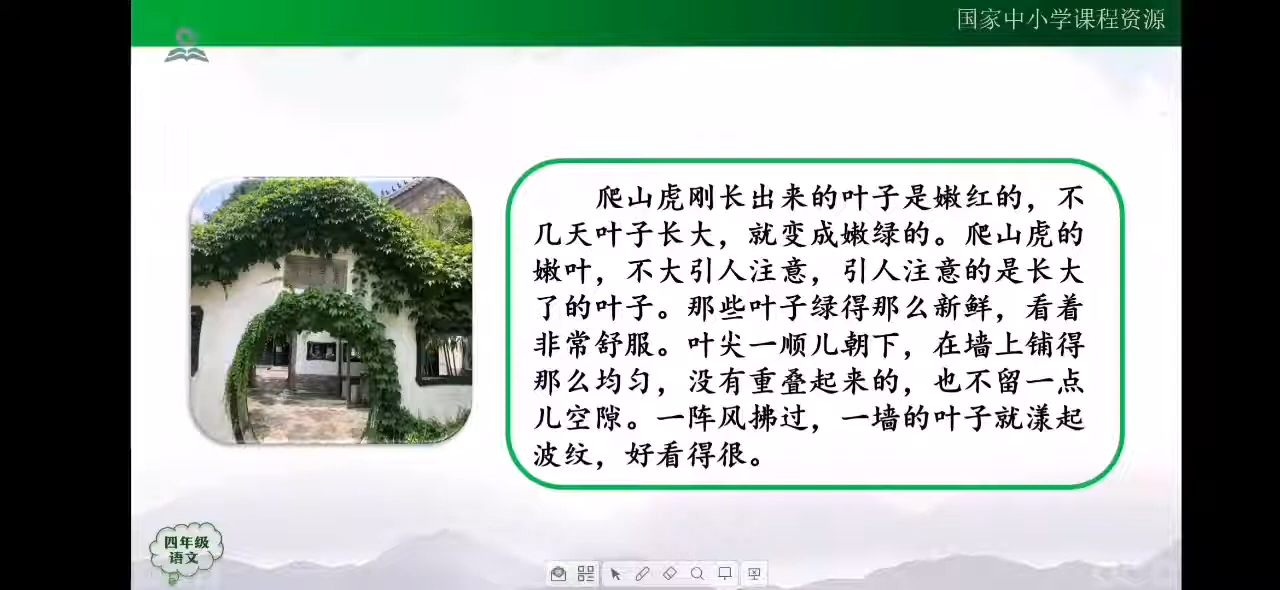 国家中小学课程资源
爬山虎刚长出来的叶子是嫩红的，不
几天叶子长大，就变成嫩绿的。爬山虎的
嫩叶，不大引人注意，引人注意的是长大
了的叶子。那些叶子绿得那么新鲜，看着
非常舒服。叶尖一顺儿朝下，在墙上铺得
那么均匀，没有重叠起来的，也不留一点
儿空隙。一阵风拂过，一墙的叶子就漾起
波纹，好看得很。
四年级
语文